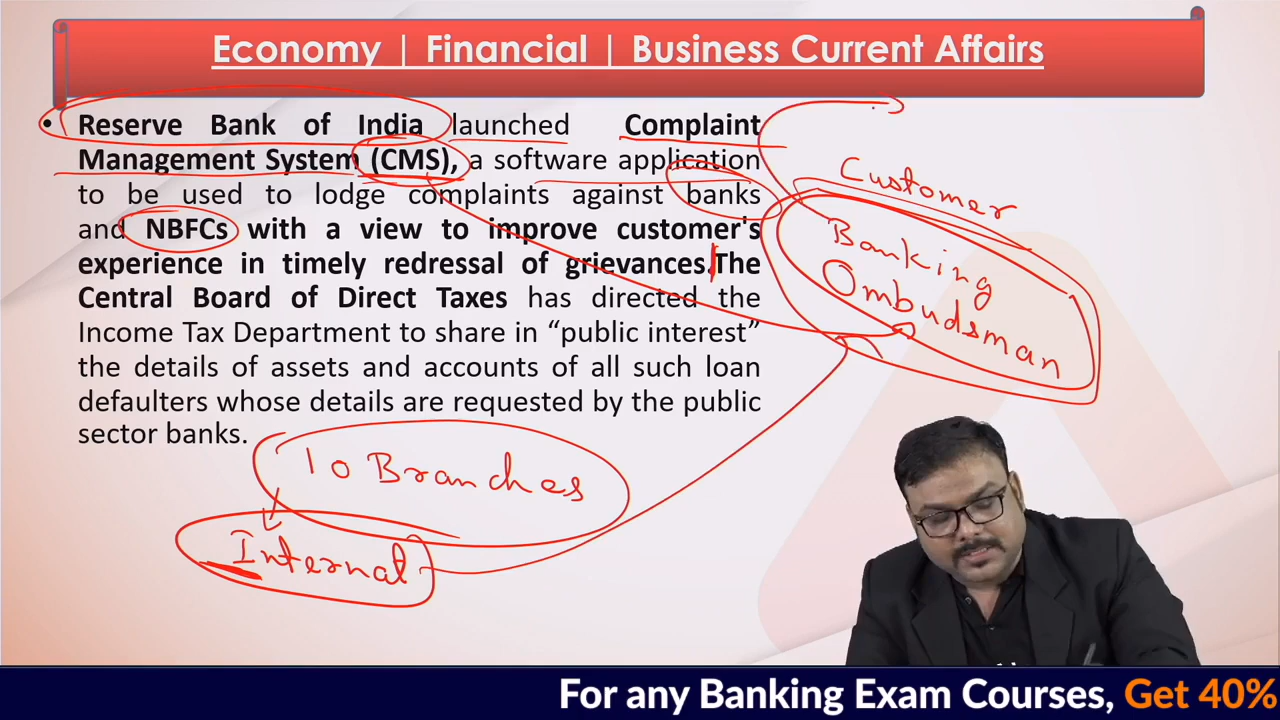 Economy | Financial | Business Current Affairs
• Reserve Bank of India launched Complaint
Management System (CMS), a software application
to be used to lodge complaints against banks
and NBFCs with a view to improve customer's
experience in timely redressal of grievances.The
Central Board of Direct Taxes has directed the
Income Tax Department to share in “public interest”
the details of assets and accounts of all such loan
defaulters whose details are requested by the public
sector banks.
Customer
Banking
Ombudsman
10 Branches
Internal
For any Banking Exam Courses, Get 40%